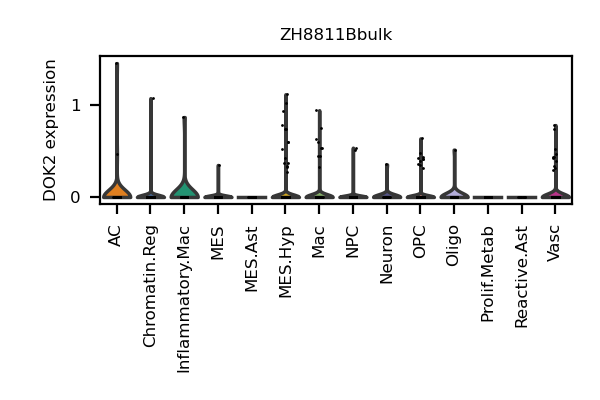 ZH8811Bbulk
DOK2 expression
1
0
AC
Chromatin.Reg
Inflammatory.Mac
MES
MES.Ast
MES.Hyp
Mac
NPC
Neuron
OPC
Oligo
Prolif.Metab
Reactive.Ast
Vasc